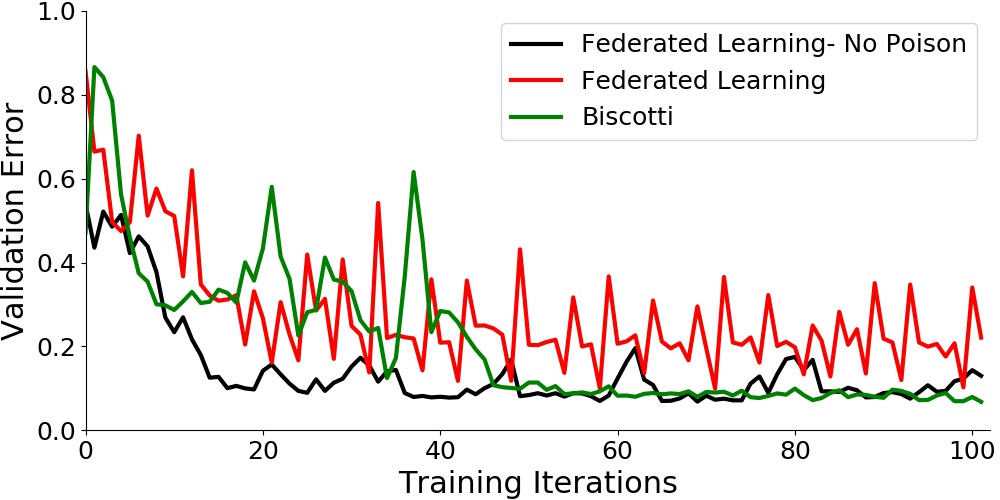 1.0
0.8
0.6
0.4
0.2
0.0
Validation Error
Federated Learning- No Poison
Federated Learning
Biscotti
0 20 40 60 80 100
Training Iterations